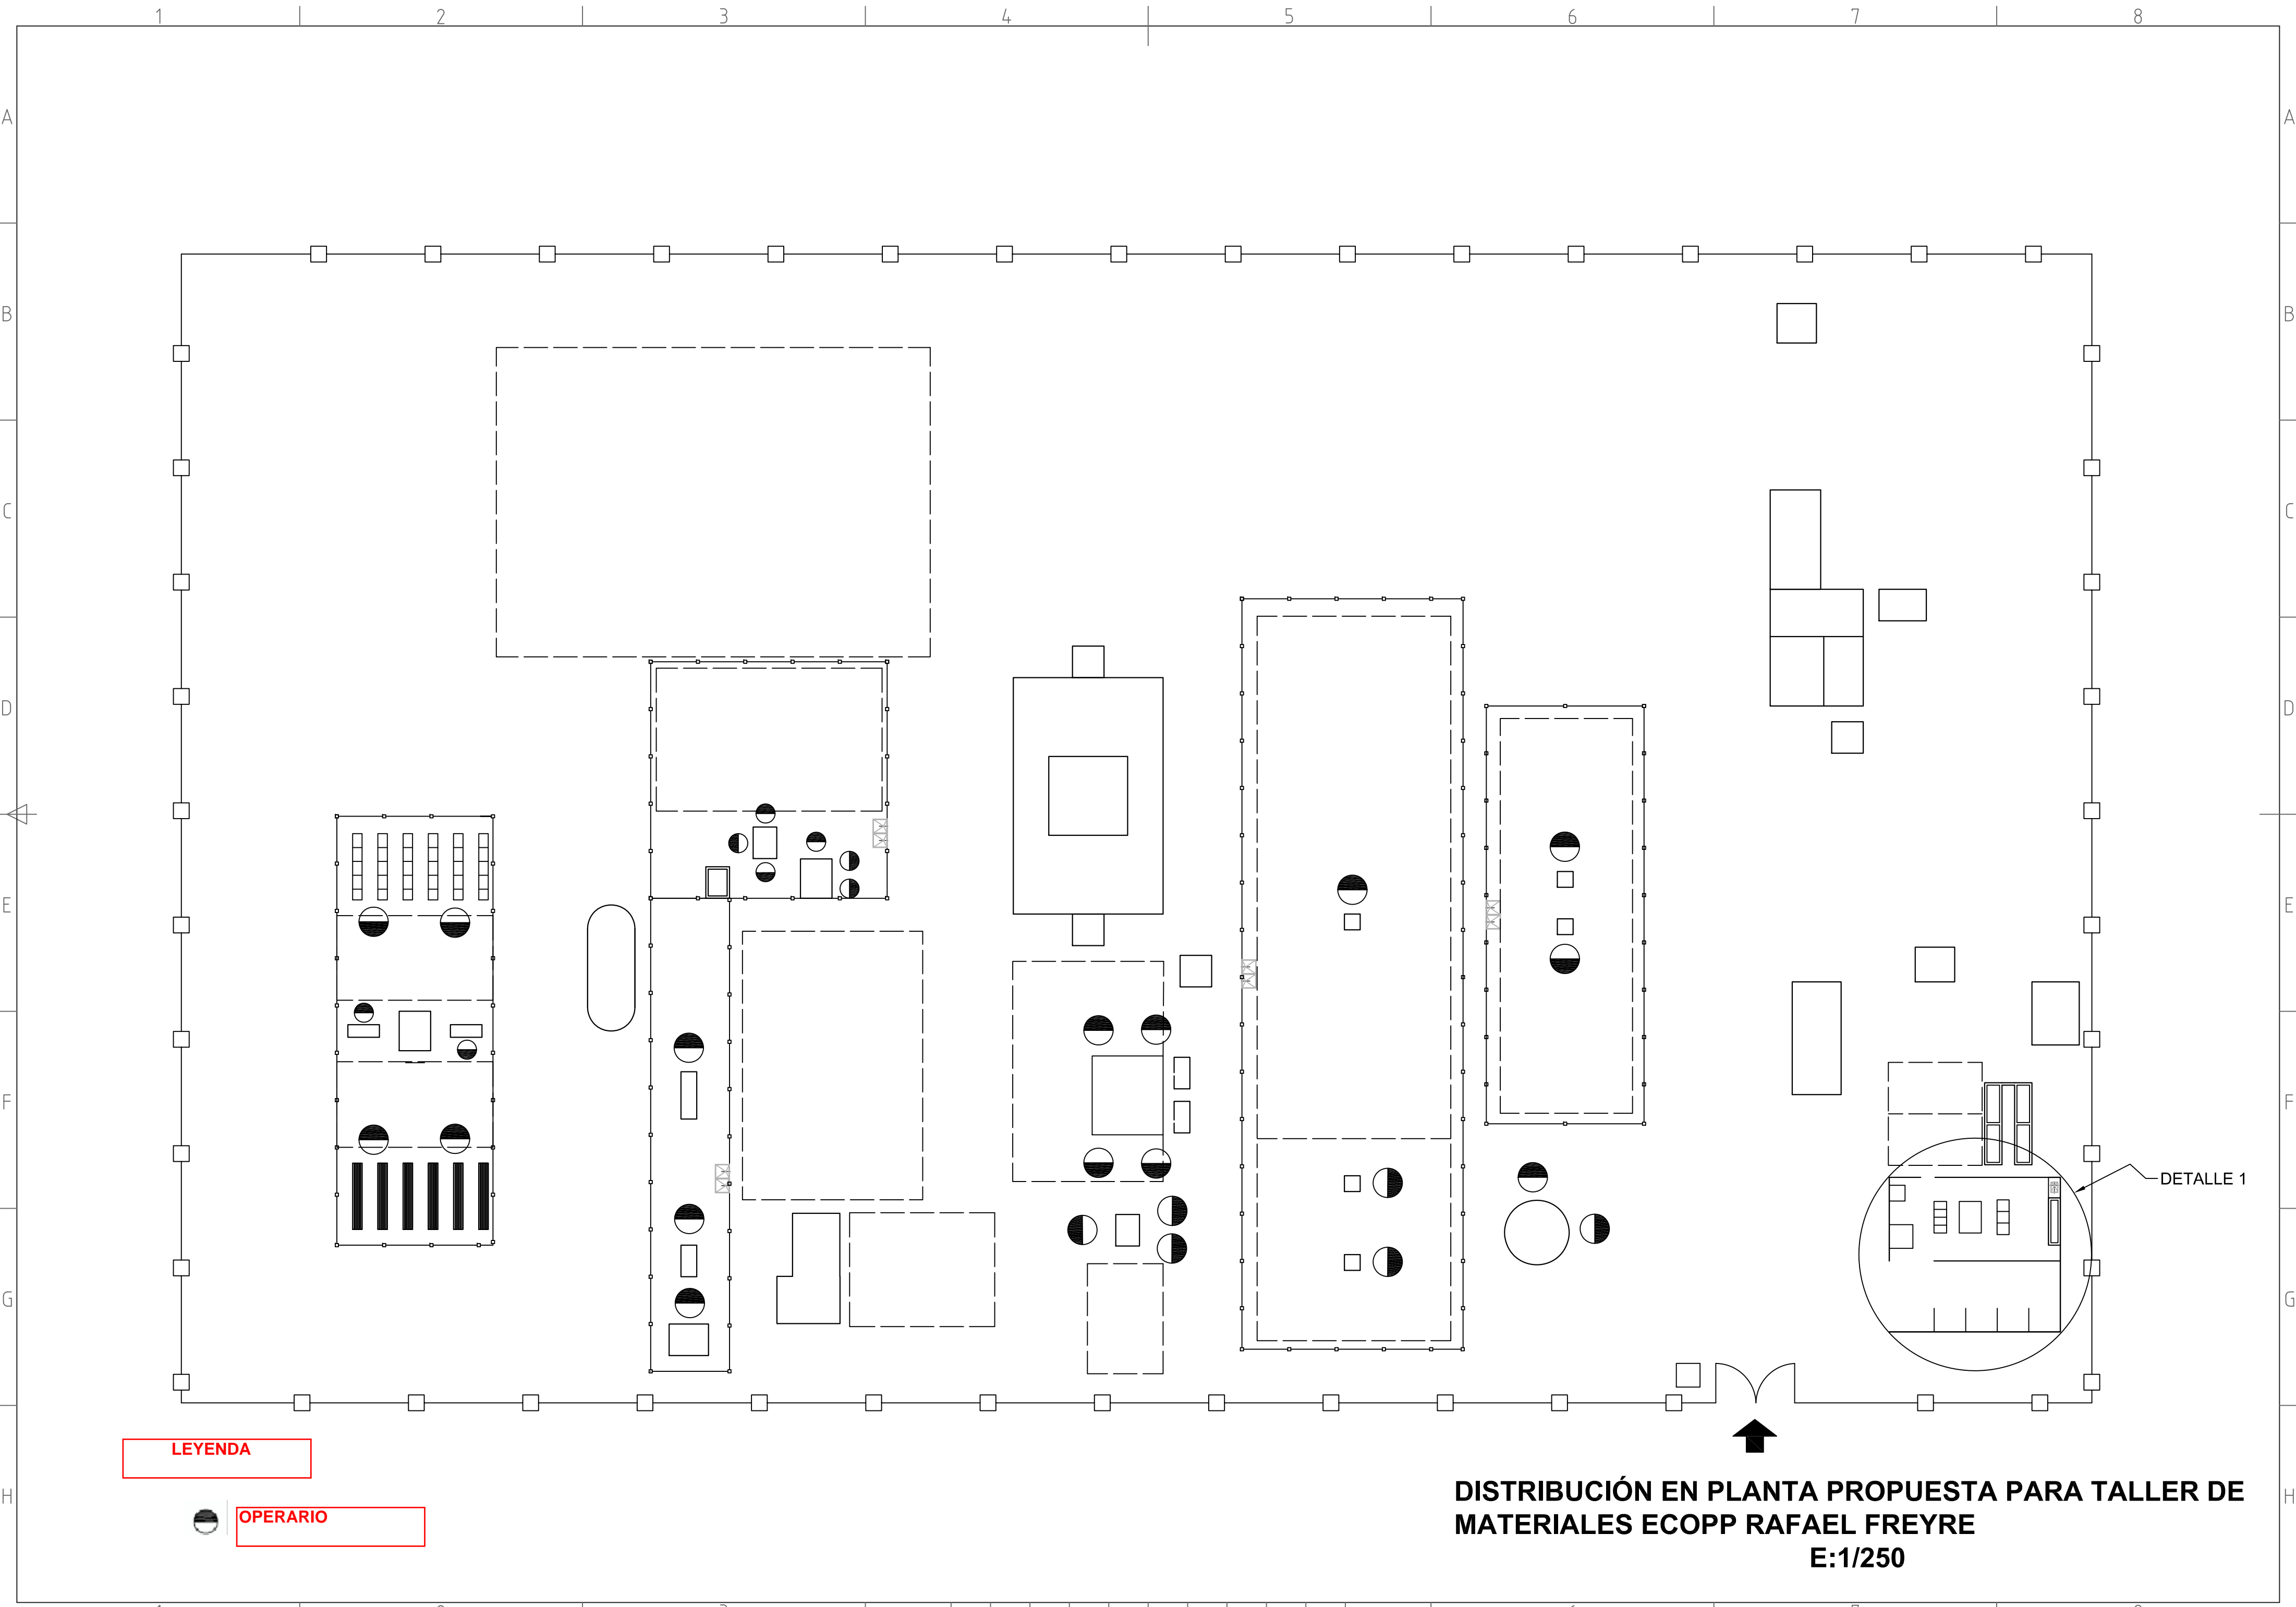 1 2 3 4 5 6 7 8
A A
B B
C C
D D
E E
F F
DETALLE 1
G G
LEYENDA
H H
OPERARIO
DISTRIBUCIÓN EN PLANTA PROPUESTA PARA TALLER DE
MATERIALES ECOPP RAFAEL FREYRE
E:1/250